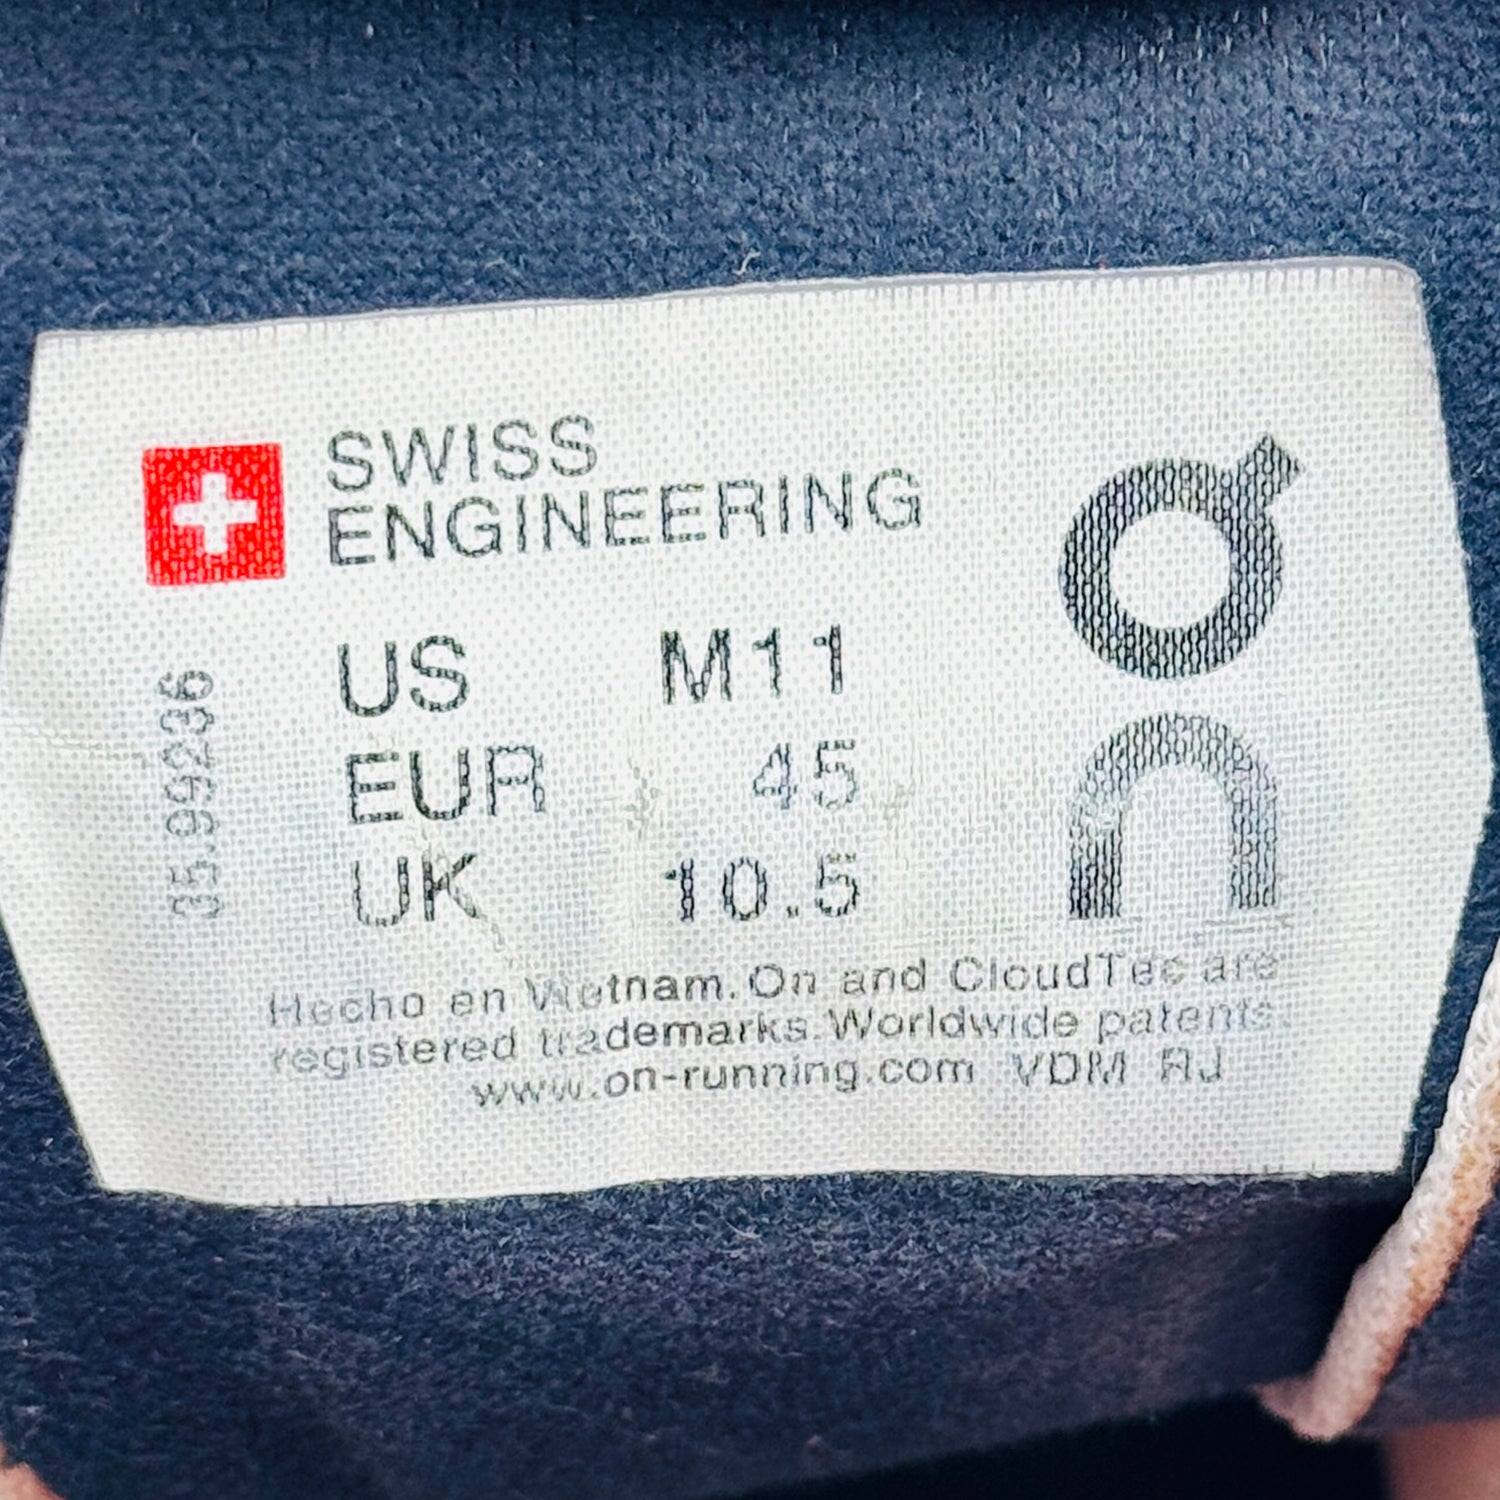 SWISS
ENGINEERING
US M11
EUR 45
UK 10.5
35.99236
on
Hecho en Vietnam. On and CloudTec are
registered trademarks. Worldwide patents.
www.on-running.com VDM RJ